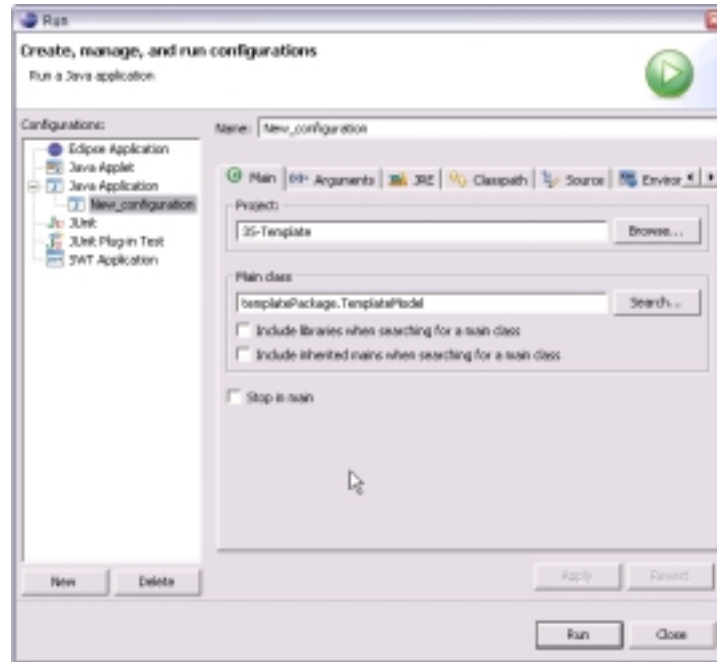 Run
Create, manage, and run configurations
Run a Java application
Configurations:
Eclipse Application
Java Applet
Java Application
New_configuration
JUnit
JUnit Plug-in Test
SWT Application
New
Delete
Name: New_configuration
Main
Arguments
JRE
Classpath
Source
Environ
Project:
3S-Template
Browse...
Main class
templatePackage.TemplateModel
Search...
Include libraries when searching for a main class
Include inherited mains when searching for a main class
Stop in main
Apply
Revert
Run
Close